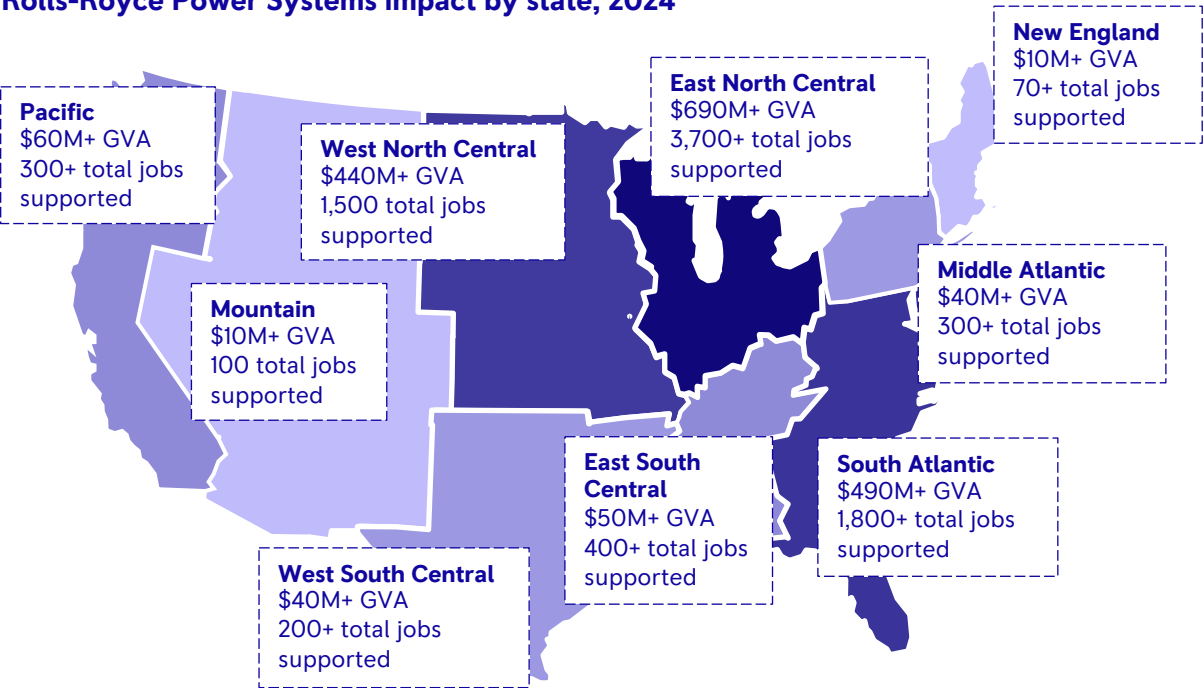 Rolls-Royce Power Systems impact by state, 2024
New England
$10M+ GVA
70+ total jobs
supported
East North Central
$690M+ GVA
3,700+ total jobs
supported
Pacific
$60M+ GVA
300+ total jobs
supported
West North Central
$440M+ GVA
1,500 total jobs
supported
Middle Atlantic
$40M+ GVA
300+ total jobs
supported
Mountain
$10M+ GVA
100 total jobs
supported
East South
Central
$50M+ GVA
400+ total jobs
supported
South Atlantic
$490M+ GVA
1,800+ total jobs
supported
West South Central
$40M+ GVA
200+ total jobs
supported